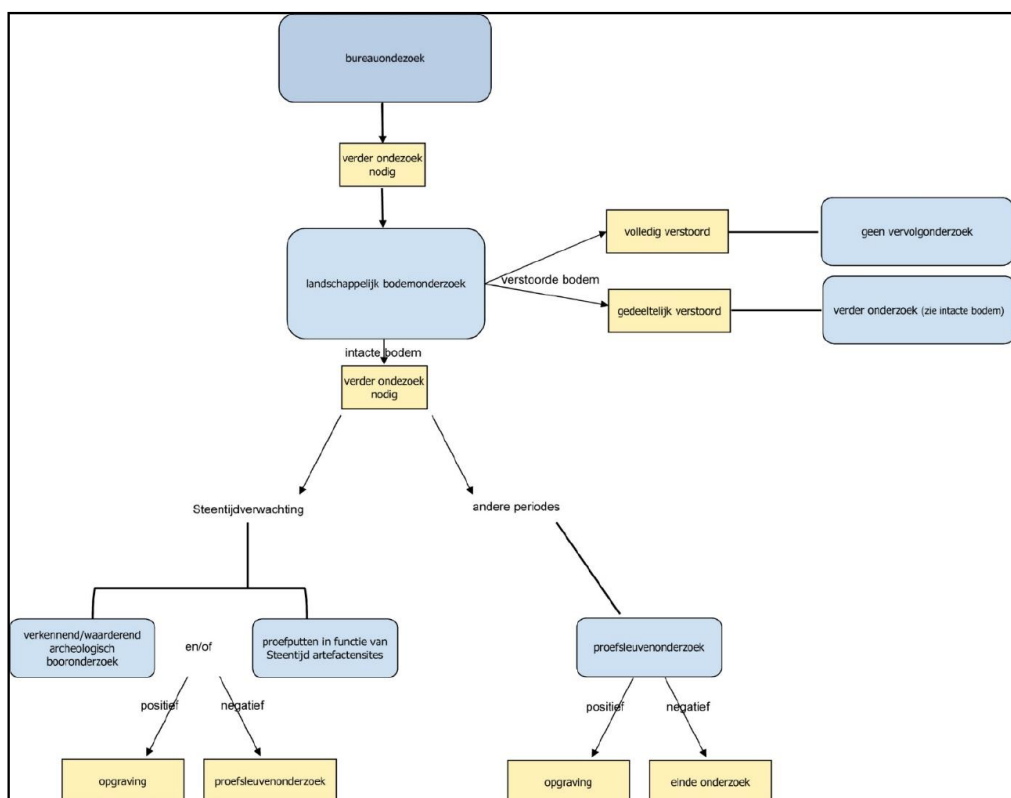 bureauondezoek
verder ondezoek
nodig
landschappelijk bodemonderzoek
verstoorde bodem
volledig verstoord
geen vervolgonderzoek
gedeeltelijk verstoord
verder onderzoek (zie intacte bodem)
intacte bodem
verder ondezoek
nodig
Steentijdverwachting
andere periodes
verkennend/waarderend
archeologisch
booronderzoek
en/of
proefputten in functie van
Steentijd artefactensites
proefsleuvenonderzoek
positief
negatief
positief
negatief
opgraving
proefsleuvenonderzoek
opgraving
einde onderzoek